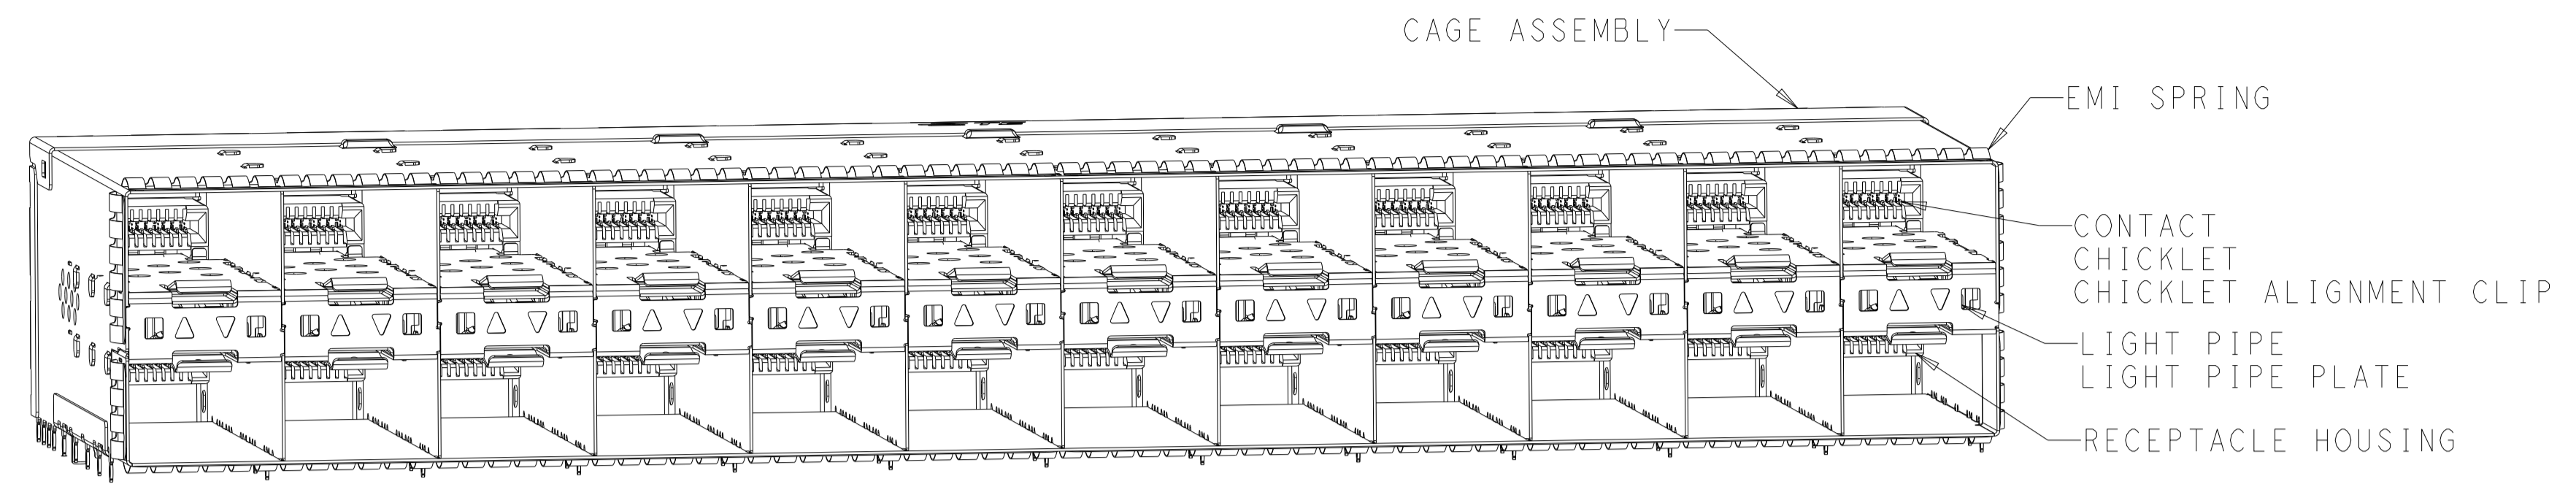 CAGE ASSEMBLY
EMI SPRING
CONTACT
CHICKLET
CHICKLET ALIGNMENT CLIP
LIGHT PIPE
LIGHT PIPE PLATE
RECEPTACLE HOUSING